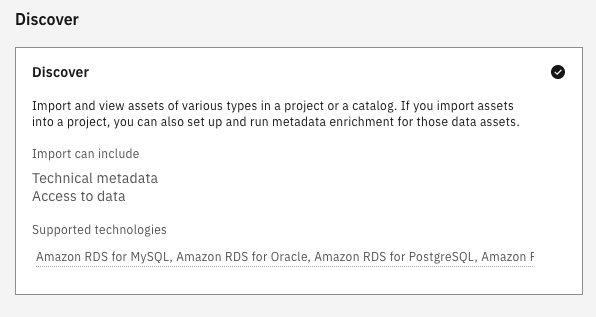 Discover
Discover
Import and view assets of various types in a project or a catalog. If you import assets
into a project, you can also set up and run metadata enrichment for those data assets.
Import can include
Technical metadata
Access to data
Supported technologies
Amazon RDS for MySQL, Amazon RDS for Oracle, Amazon RDS for PostgreSQL, Amazon